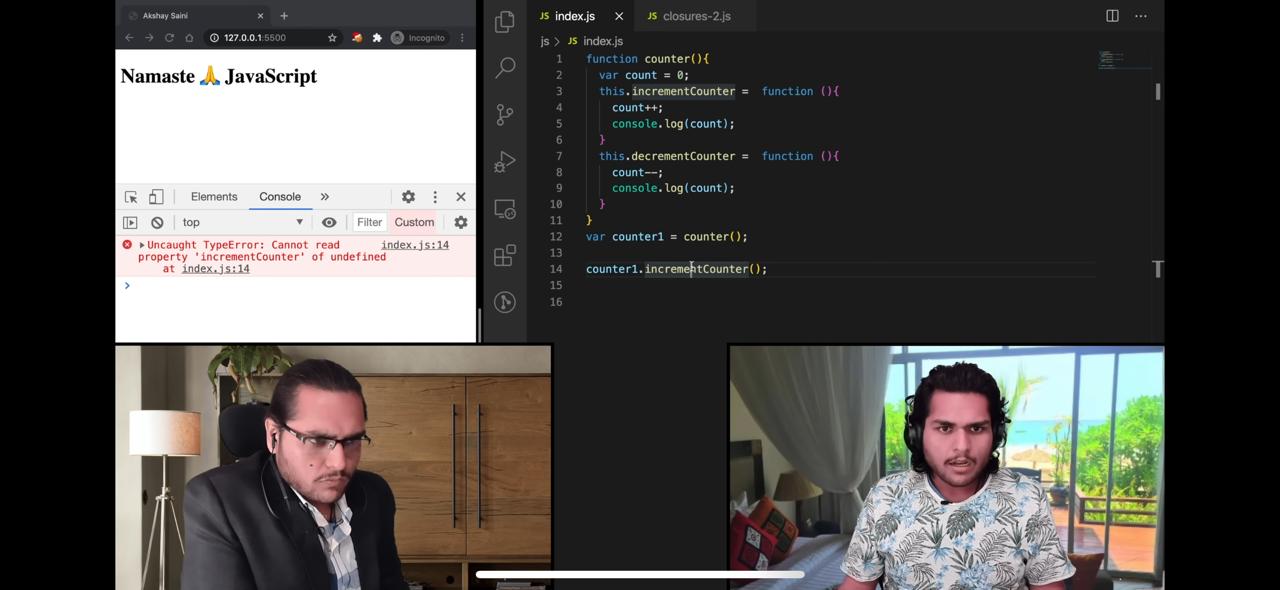 Akshay Saini
127.0.0.1:5500
Incognito
Namaste 🙏 JavaScript
Elements Console
top Filter Custom
Uncaught TypeError: Cannot read index.js:14
property 'incrementCounter' of undefined
at index.js:14
JS index.js JS closures-2.js
js > JS index.js
1 function counter(){
2 var count = 0;
3 this.incrementCounter = function (){
4 count++;
5 console.log(count);
6 }
7 this.decrementCounter = function (){
8 count--;
9 console.log(count);
10 }
11 }
12 var counter1 = counter();
13
14 counter1.incrementCounter();
15
16